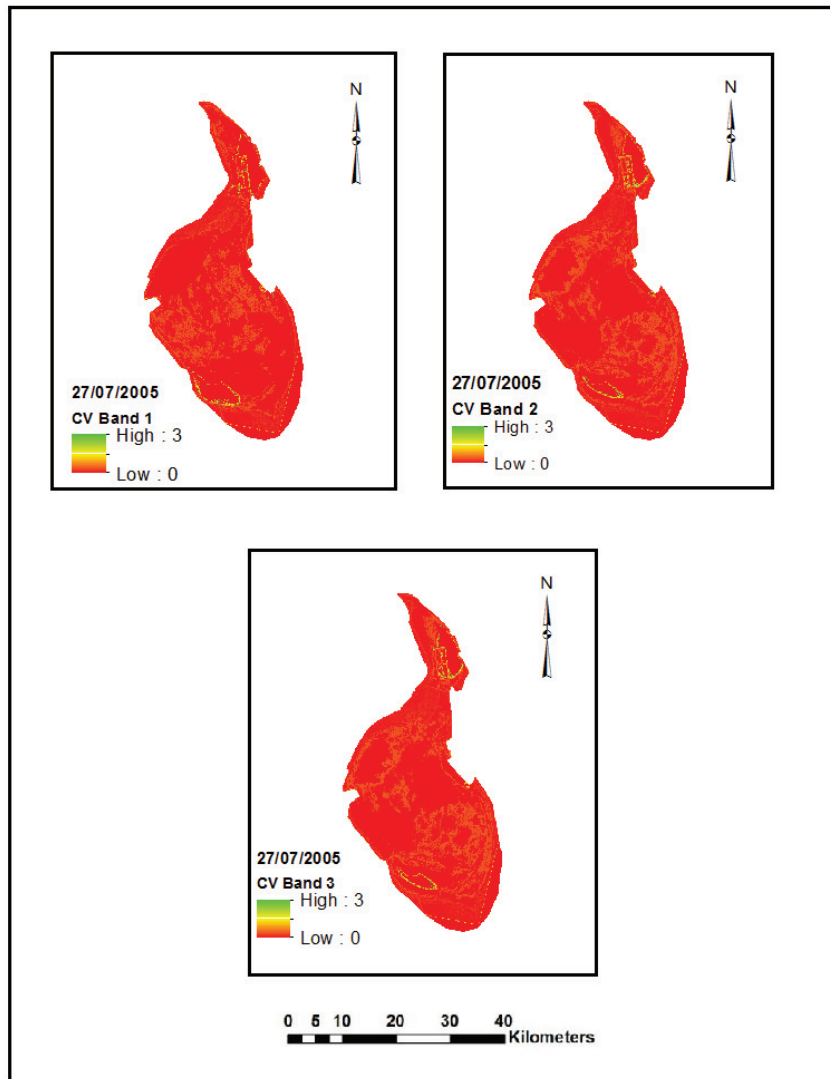 N
27/07/2005
CV Band 1
High : 3
Low : 0
N
27/07/2005
CV Band 2
High : 3
Low : 0
N
27/07/2005
CV Band 3
High : 3
Low : 0
0 5 10 20 30 40
Kilometers